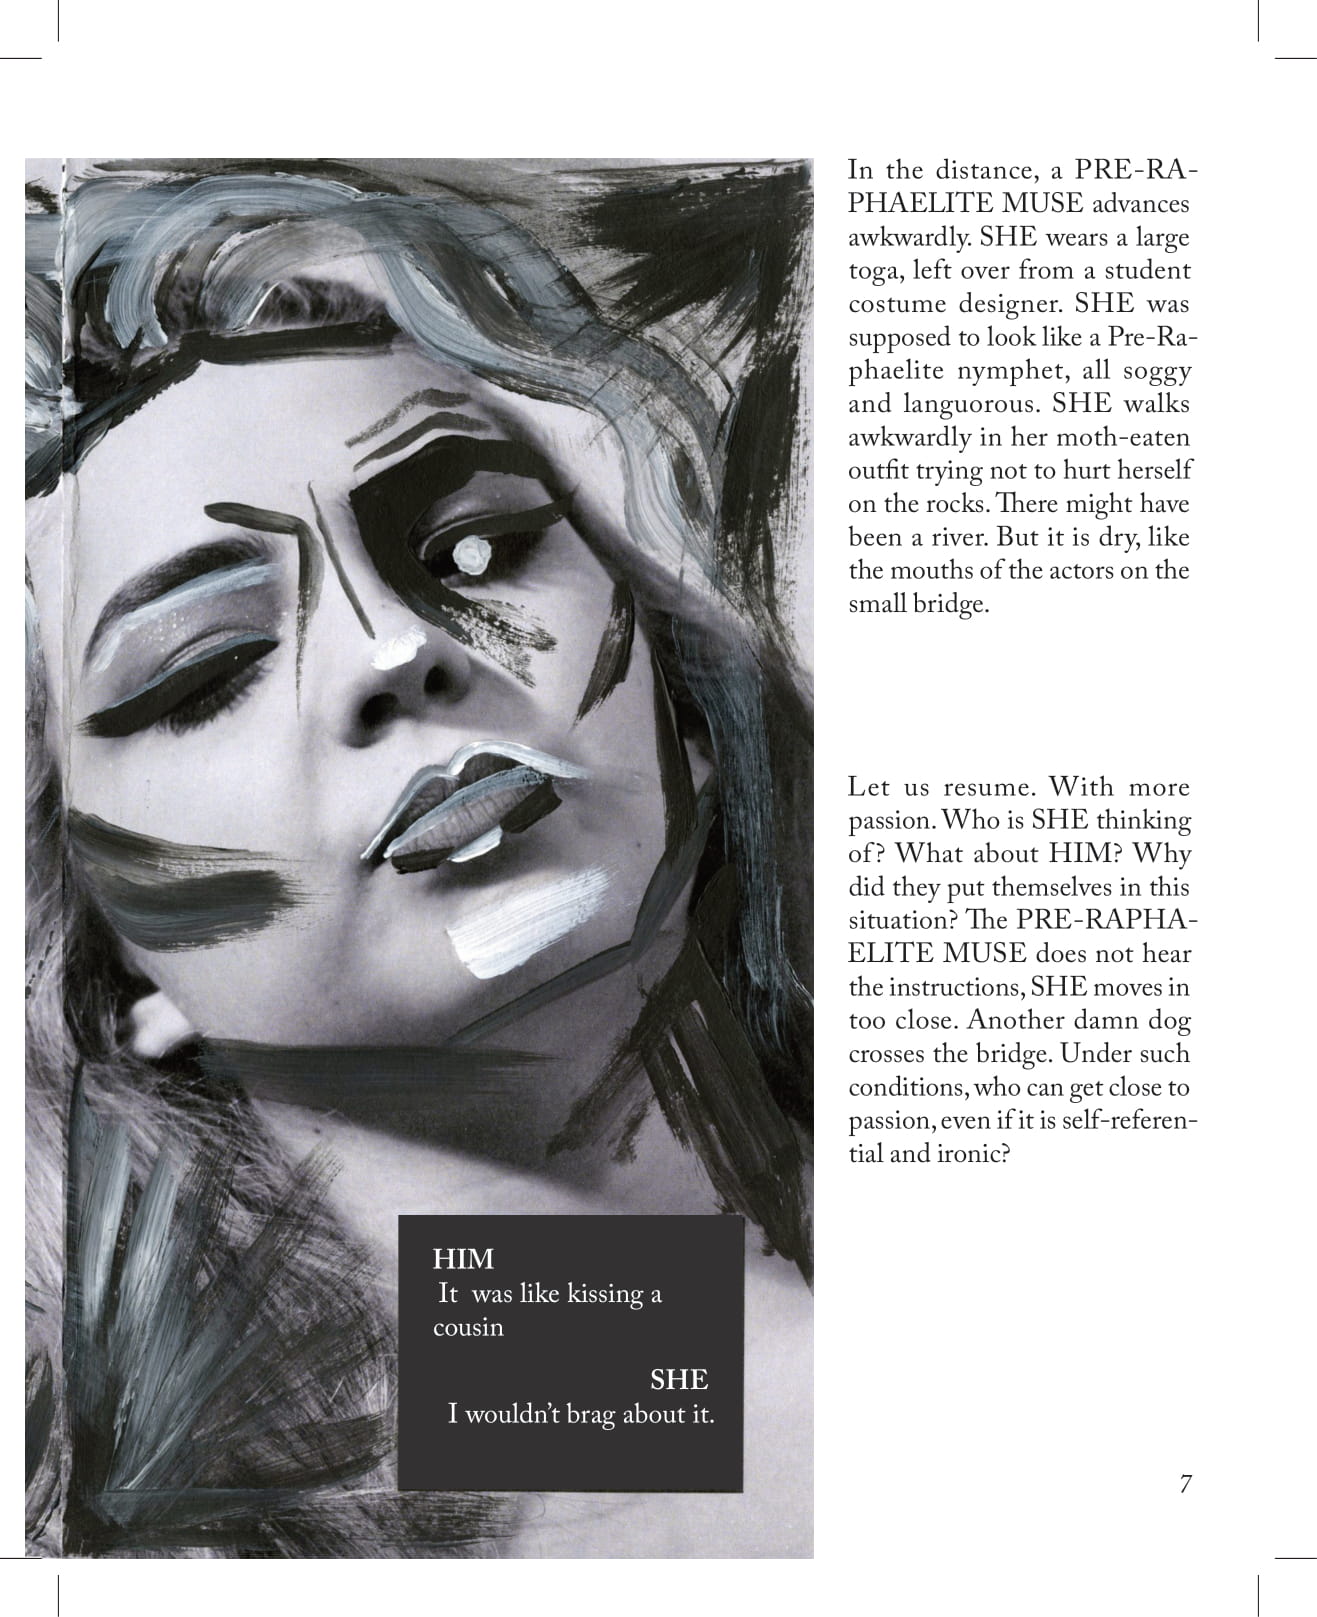 In the distance, a PRE-RA-
PHAELITE MUSE advances
awkwardly. SHE wears a large
toga, left over from a student
costume designer. SHE was
supposed to look like a Pre-Ra-
phaelite nymphet, all soggy
and languorous. SHE walks
awkwardly in her moth-eaten
outfit trying not to hurt herself
on the rocks. There might have
been a river. But it is dry, like
the mouths of the actors on the
small bridge.
Let us resume. With more
passion. Who is SHE thinking
of? What about HIM? Why
did they put themselves in this
situation? The PRE-RAPHA-
ELITE MUSE does not hear
the instructions, SHE moves in
too close. Another damn dog
crosses the bridge. Under such
conditions, who can get close to
passion, even if it is self-referen-
tial and ironic?
HIM
It was like kissing a
cousin
SHE
I wouldn't brag about it.
7